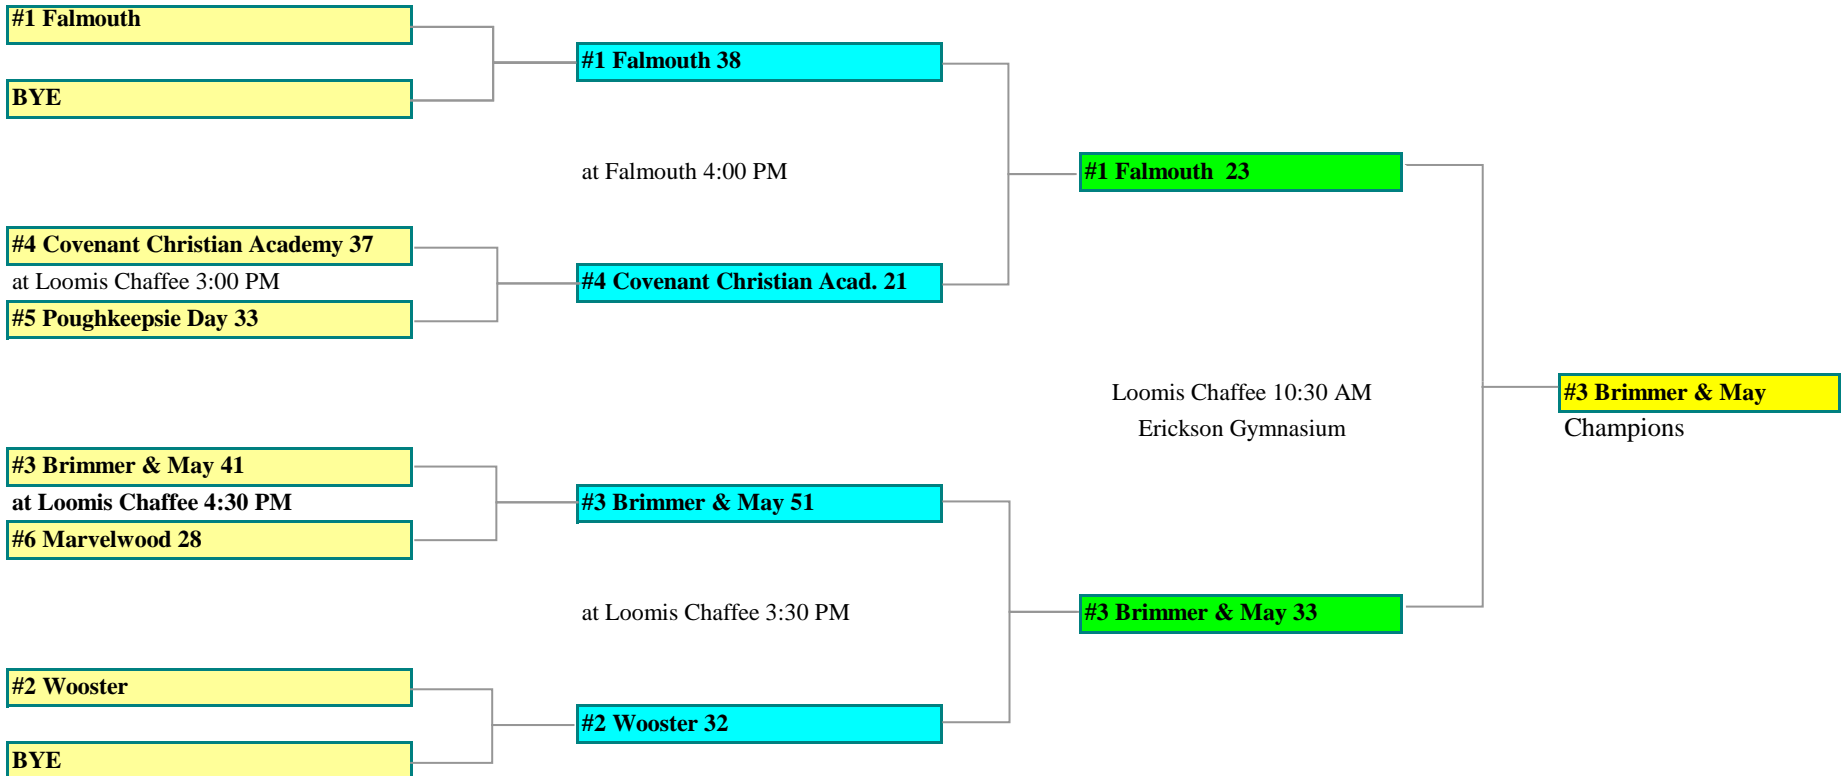 #1 Falmouth
BYE
#4 Covenant Christian Academy 37
at Loomis Chaffee 3:00 PM
#5 Poughkeepsie Day 33
#3 Brimmer & May 41
at Loomis Chaffee 4:30 PM
#6 Marvelwood 28
#2 Wooster
BYE
#1 Falmouth 38
at Falmouth 4:00 PM
#4 Covenant Christian Acad. 21
#3 Brimmer & May 51
at Loomis Chaffee 3:30 PM
#2 Wooster 32
#1 Falmouth  23
Loomis Chaffee 10:30 AM
Erickson Gymnasium
#3 Brimmer & May 33
#3 Brimmer & May
Champions